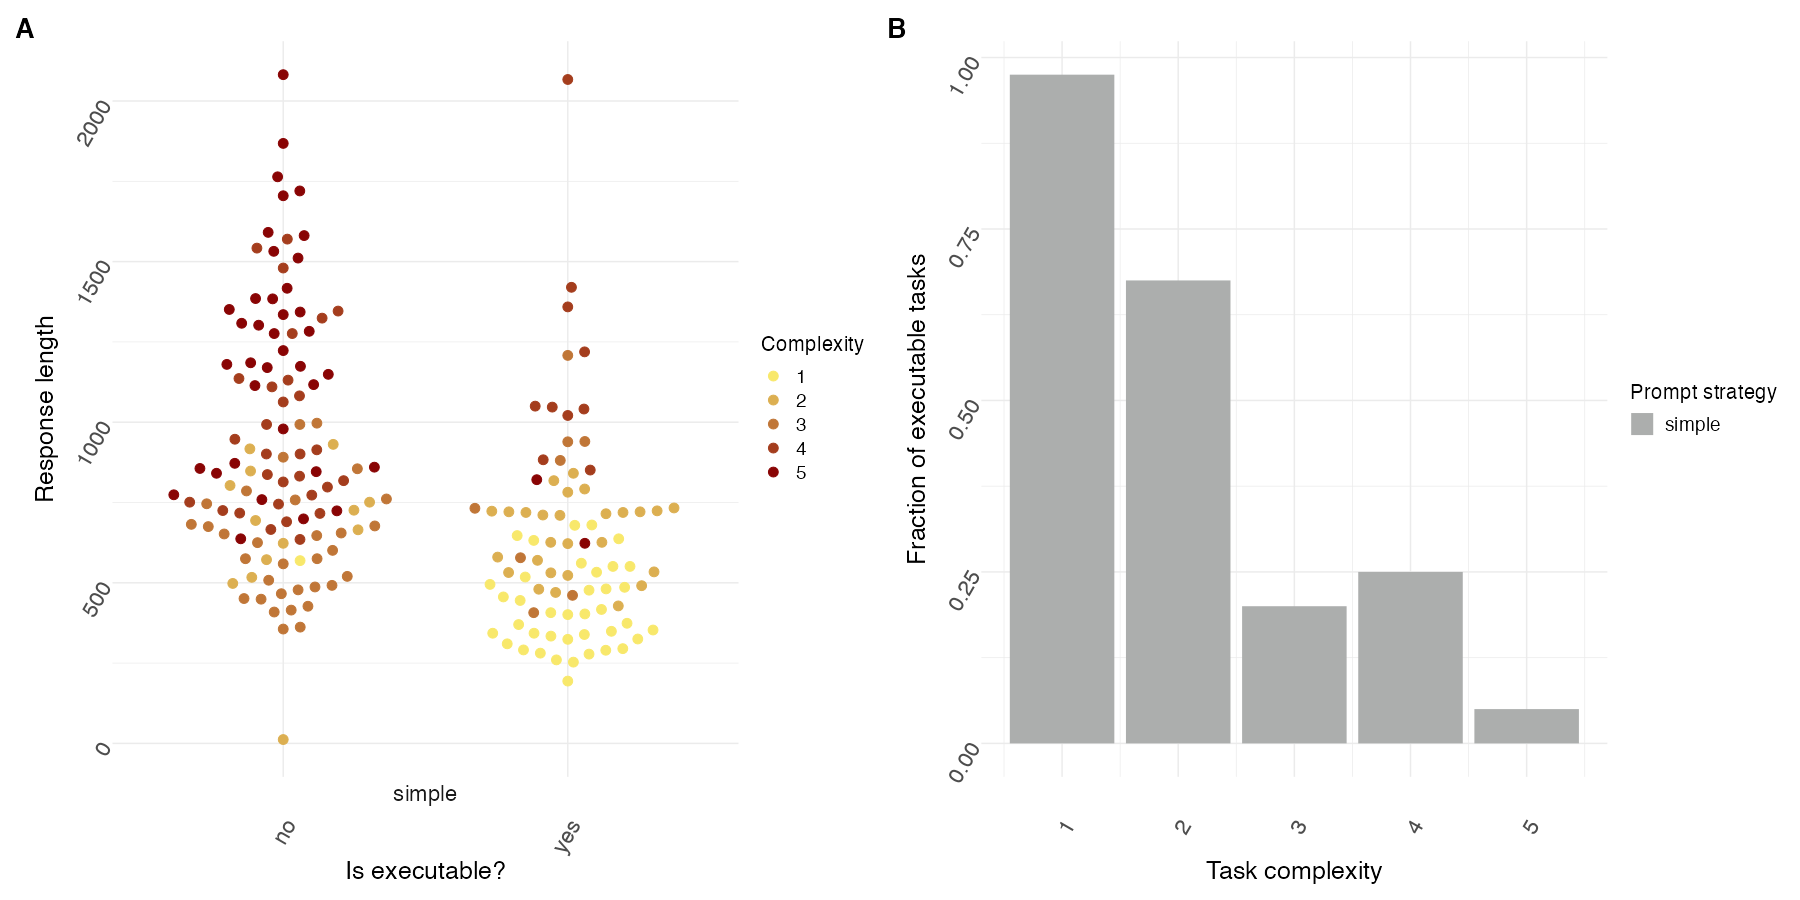 A
Response length
2000
1500
1000
500
0
simple
no
yes
Is executable?
Complexity
1
2
3
4
5
B
Fraction of executable tasks
1.00
0.75
0.50
0.25
0.00
1
2
3
4
5
Task complexity
Prompt strategy
simple